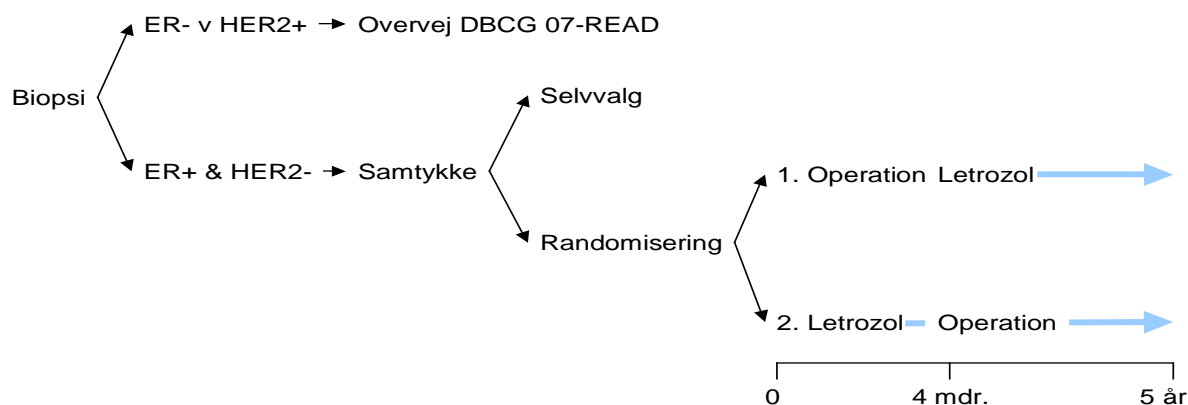 ER- v HER2+ Overvej DBCG 07-READ
Biopsi
Selvvalg
ER+ & HER2- Samtykke
1. Operation Letrozol
Randomisering
2. Letrozol Operation
0 4 mdr. 5 år